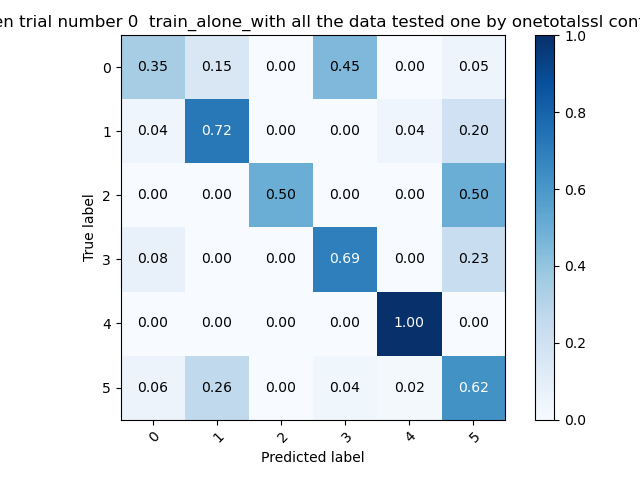 en trial number 0 train_alone_with all the data tested one by onetotalssl con
0 0.35 0.15 0.00 0.45 0.00 0.05
1 0.04 0.72 0.00 0.00 0.04 0.20
2 0.00 0.00 0.50 0.00 0.00 0.50
3 0.08 0.00 0.00 0.69 0.00 0.23
4 0.00 0.00 0.00 0.00 1.00 0.00
5 0.06 0.26 0.00 0.04 0.02 0.62
0 1 2 3 4 5
True label
Predicted label
1.0
0.8
0.6
0.4
0.2
0.0